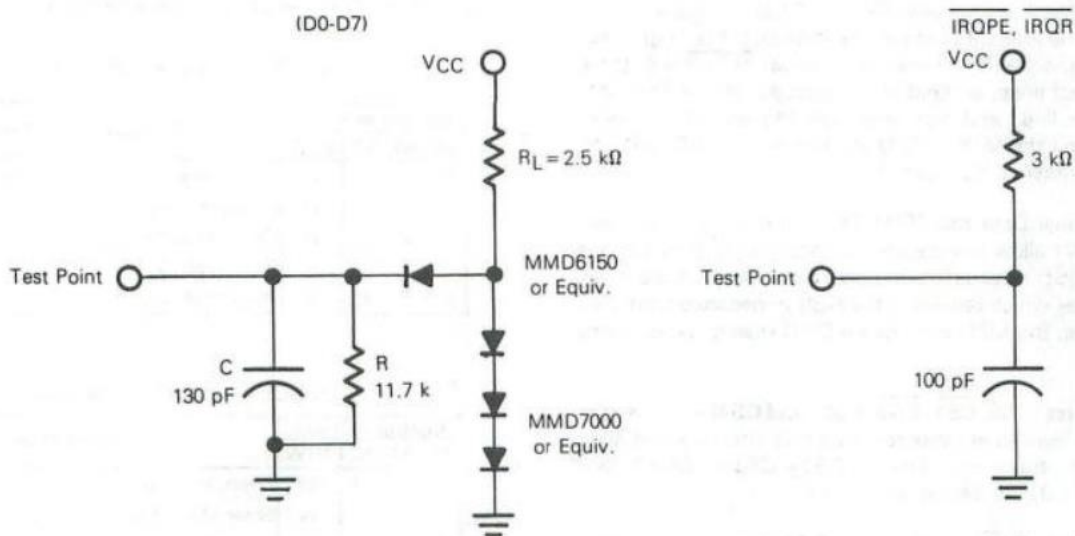 (D0-D7)
VCC
RL = 2.5 kΩ
MMD6150
or Equiv.
Test Point
C
130 pF
R
11.7 k
MMD7000
or Equiv.
IRQPE, IRQR
VCC
3 kΩ
Test Point
100 pF